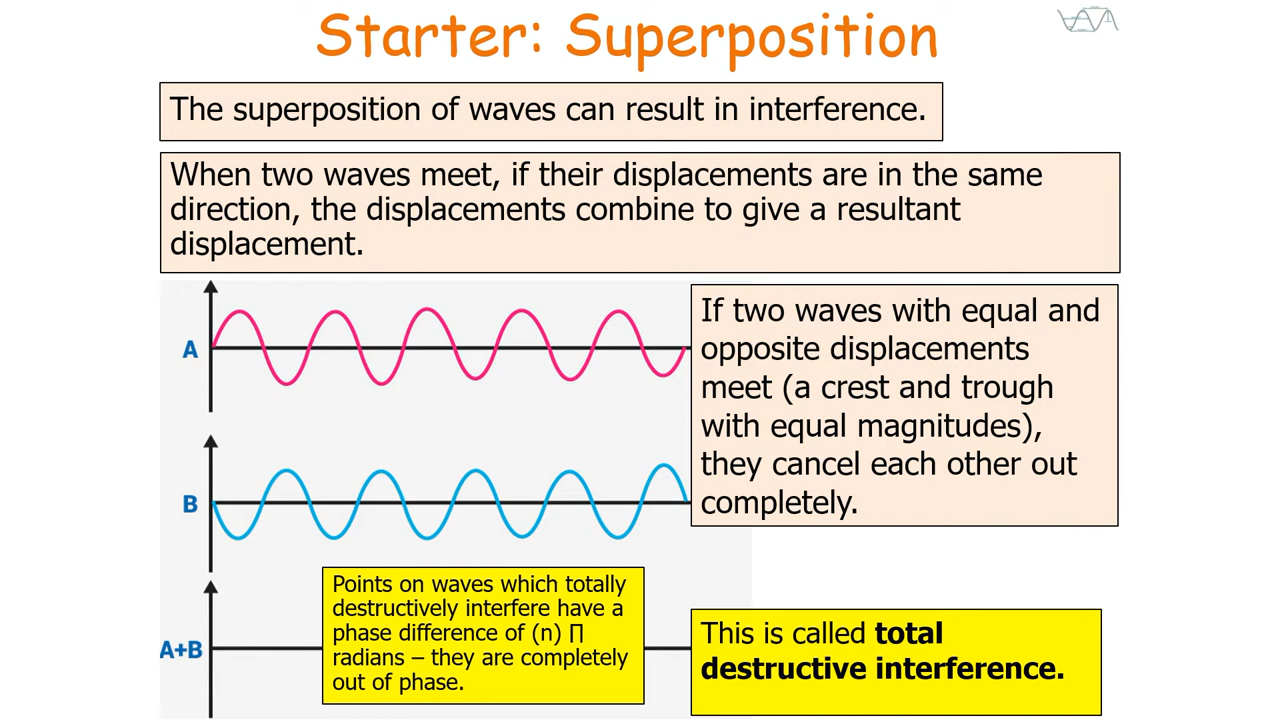 Starter: Superposition
The superposition of waves can result in interference.
When two waves meet, if their displacements are in the same
direction, the displacements combine to give a resultant
displacement.
A
If two waves with equal and
opposite displacements
meet (a crest and trough
with equal magnitudes),
they cancel each other out
completely.
B
Points on waves which totally
destructively interfere have a
phase difference of (n) Π
radians – they are completely
out of phase.
A+B
This is called total
destructive interference.